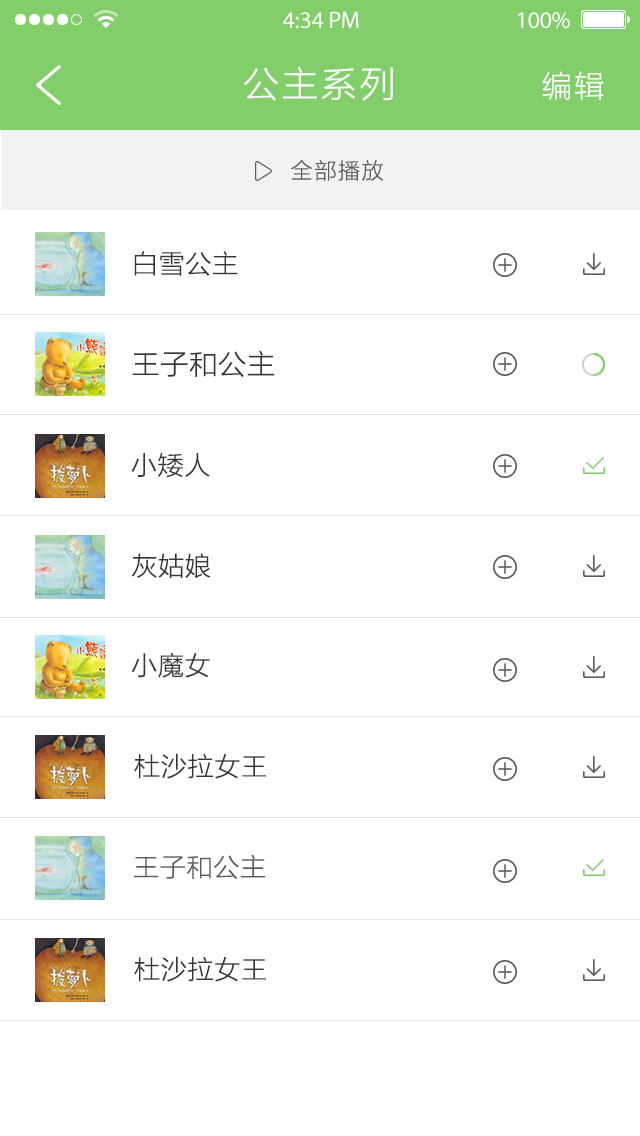 4:34 PM 100%
公主系列 编辑
全部播放
白雪公主
小熊
王子和公主
拔萝卜
小矮人
灰姑娘
小熊
小魔女
拔萝卜
杜沙拉女王
王子和公主
拔萝卜
杜沙拉女王